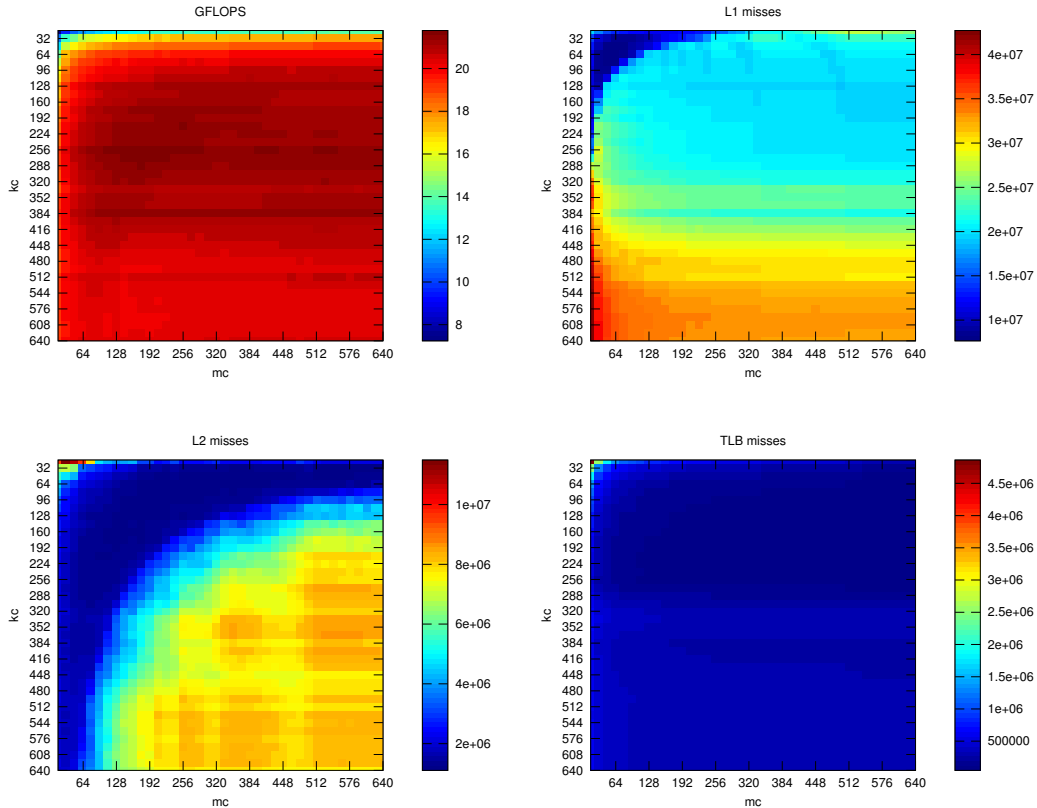 GFLOPS
32
64
96
128
160
192
224
256
288
320
352
384
416
448
480
512
544
576
608
640
kc
64 128 192 256 320 384 448 512 576 640
mc
20
18
16
14
12
10
8
L1 misses
32
64
96
128
160
192
224
256
288
320
352
384
416
448
480
512
544
576
608
640
kc
64 128 192 256 320 384 448 512 576 640
mc
4e+07
3.5e+07
3e+07
2.5e+07
2e+07
1.5e+07
1e+07
L2 misses
32
64
96
128
160
192
224
256
288
320
352
384
416
448
480
512
544
576
608
640
kc
64 128 192 256 320 384 448 512 576 640
mc
1e+07
8e+06
6e+06
4e+06
2e+06
TLB misses
32
64
96
128
160
192
224
256
288
320
352
384
416
448
480
512
544
576
608
640
kc
64 128 192 256 320 384 448 512 576 640
mc
4.5e+06
4e+06
3.5e+06
3e+06
2.5e+06
2e+06
1.5e+06
1e+06
500000